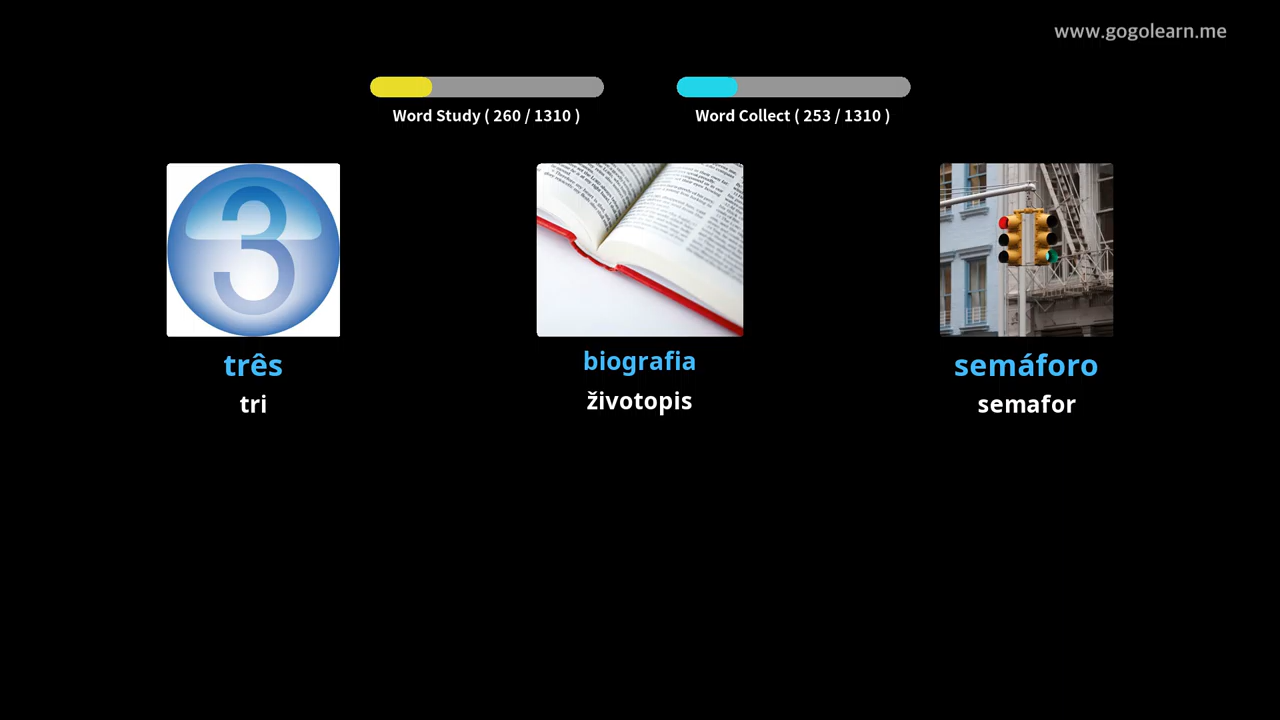 www.gogolearn.me
Word Study ( 260 / 1310 )
Word Collect ( 253 / 1310 )
3
três
tri
biografia
životopis
semáforo
semafor